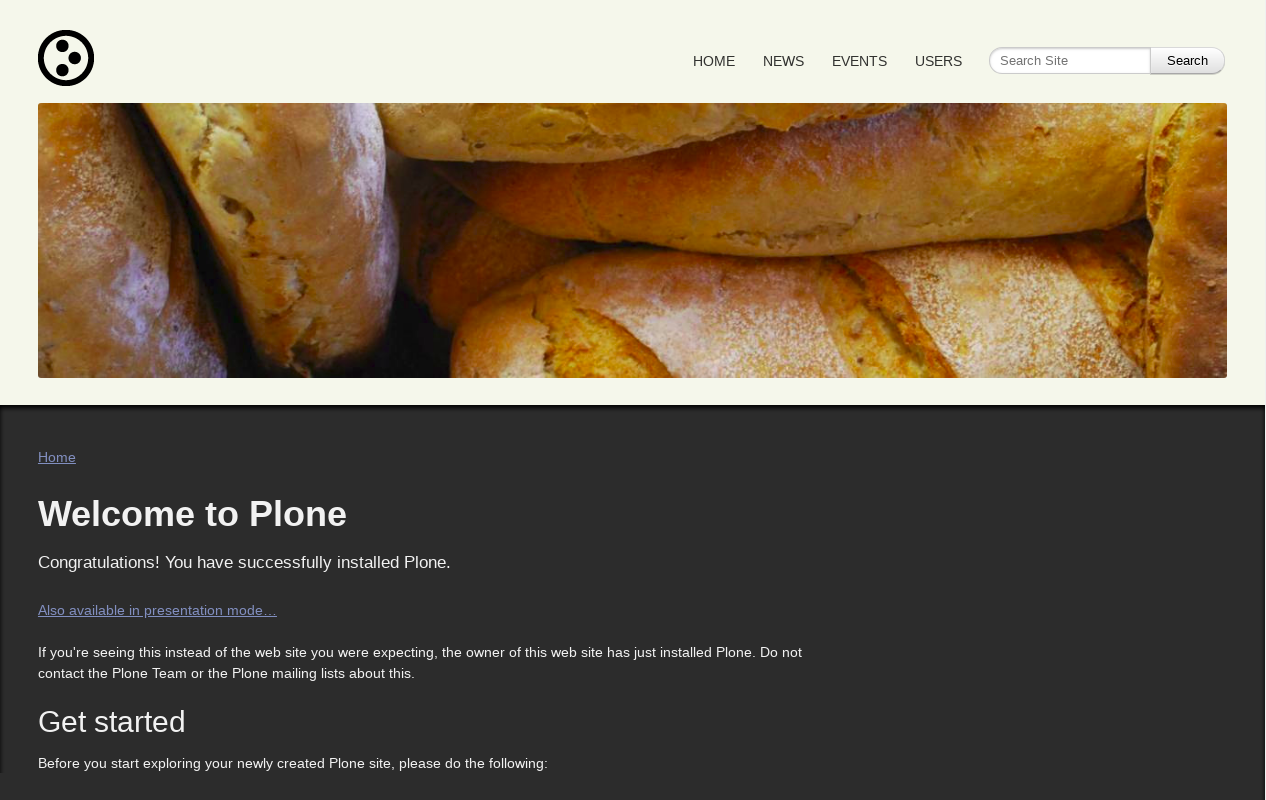 HOME NEWS EVENTS USERS Search Site Search
Home
Welcome to Plone
Congratulations! You have successfully installed Plone.
Also available in presentation mode…
If you're seeing this instead of the web site you were expecting, the owner of this web site has just installed Plone. Do not
contact the Plone Team or the Plone mailing lists about this.
Get started
Before you start exploring your newly created Plone site, please do the following: